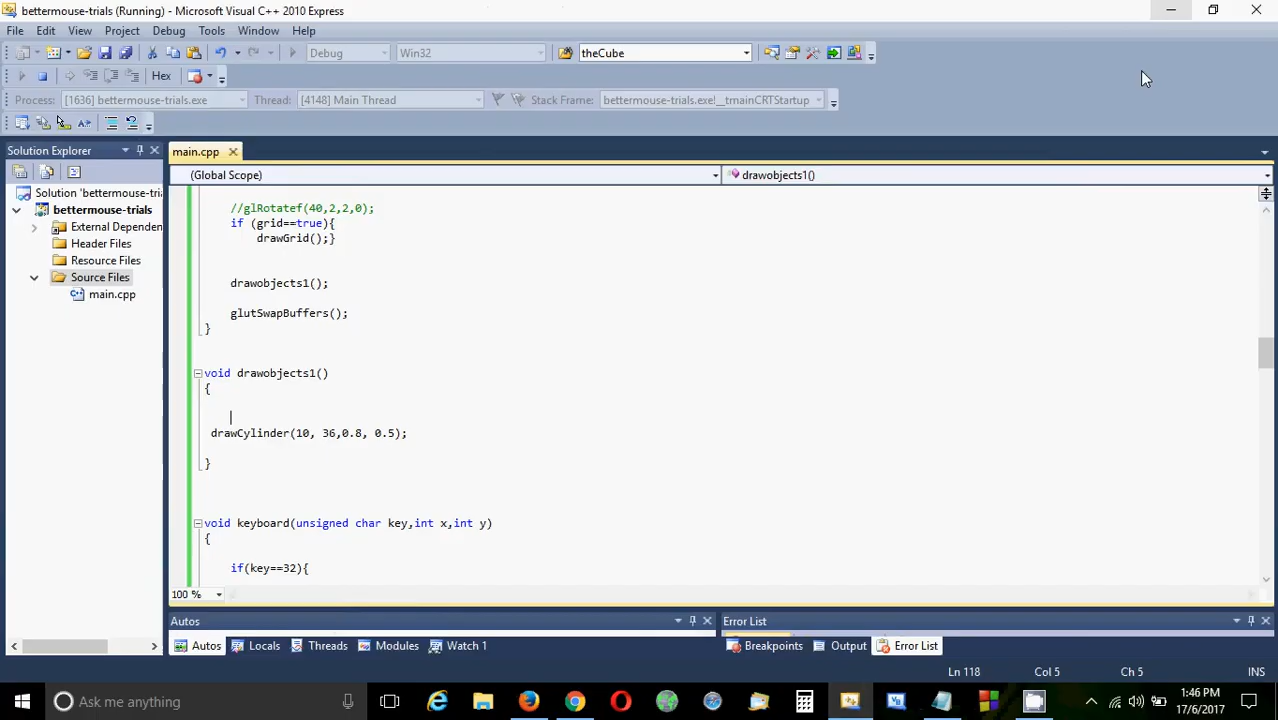 bettermouse-trials (Running) - Microsoft Visual C++ 2010 Express
File Edit View Project Debug Tools Window Help
Debug Win32 theCube
Hex
Process: [1636] bettermouse-trials.exe Thread: [4148] Main Thread Stack Frame: bettermouse-trials.exe!__tmainCRTStartup
Solution Explorer
main.cpp
(Global Scope) drawobjects1()
Solution 'bettermouse-tria
bettermouse-trials
External Dependen
Header Files
Resource Files
Source Files
main.cpp
//glRotatef(40,2,2,0);
if (grid==true){
drawGrid();}
drawobjects1();
glutSwapBuffers();
}
void drawobjects1()
{
drawCylinder(10, 36,0.8, 0.5);
}
void keyboard(unsigned char key,int x,int y)
{
if(key==32){
100 %
Autos
Error List
Autos Locals Threads Modules Watch 1
Breakpoints Output Error List
Ln 118 Col 5 Ch 5 INS
Ask me anything
1:46 PM
17/6/2017